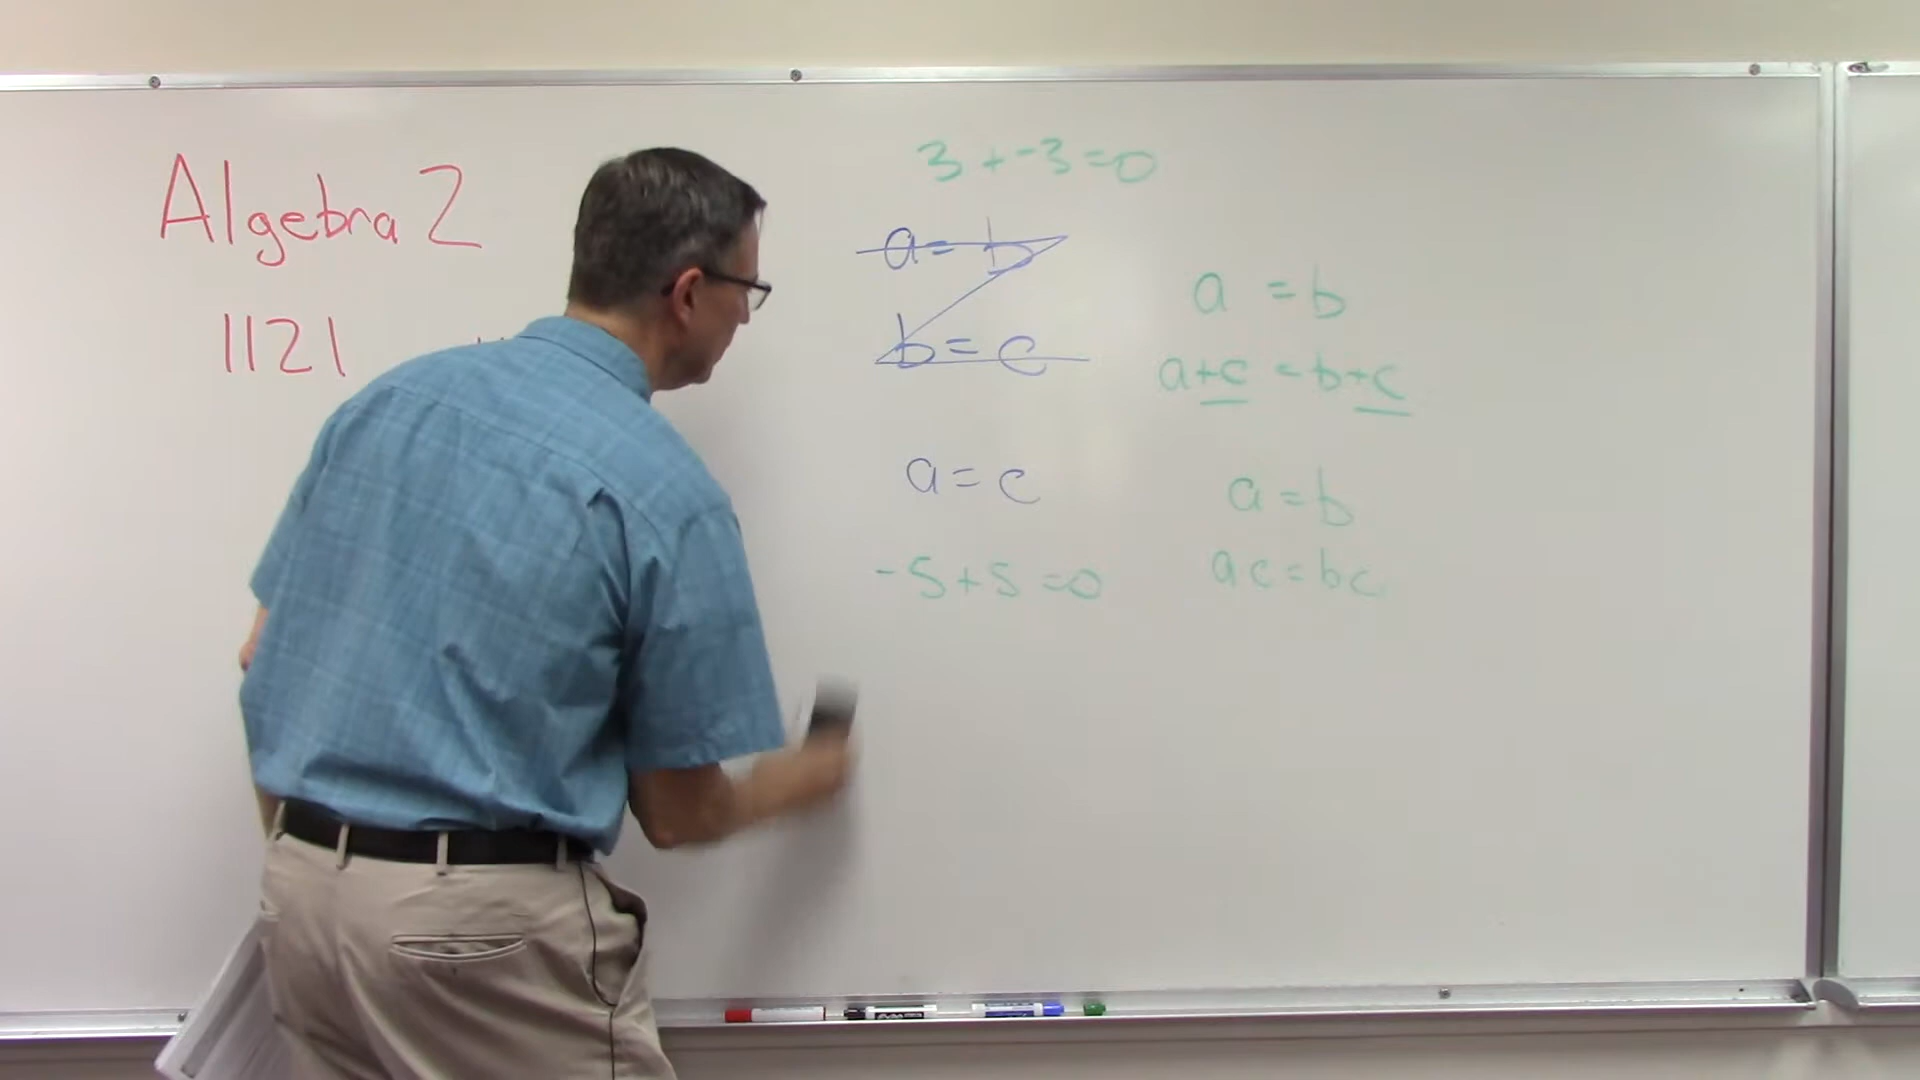 Algebra 2
1121
3 + -3 = 0
a = b
b = c
a = c
-5 + 5 = 0
a = b
a+c = b+c
a = b
ac = bc